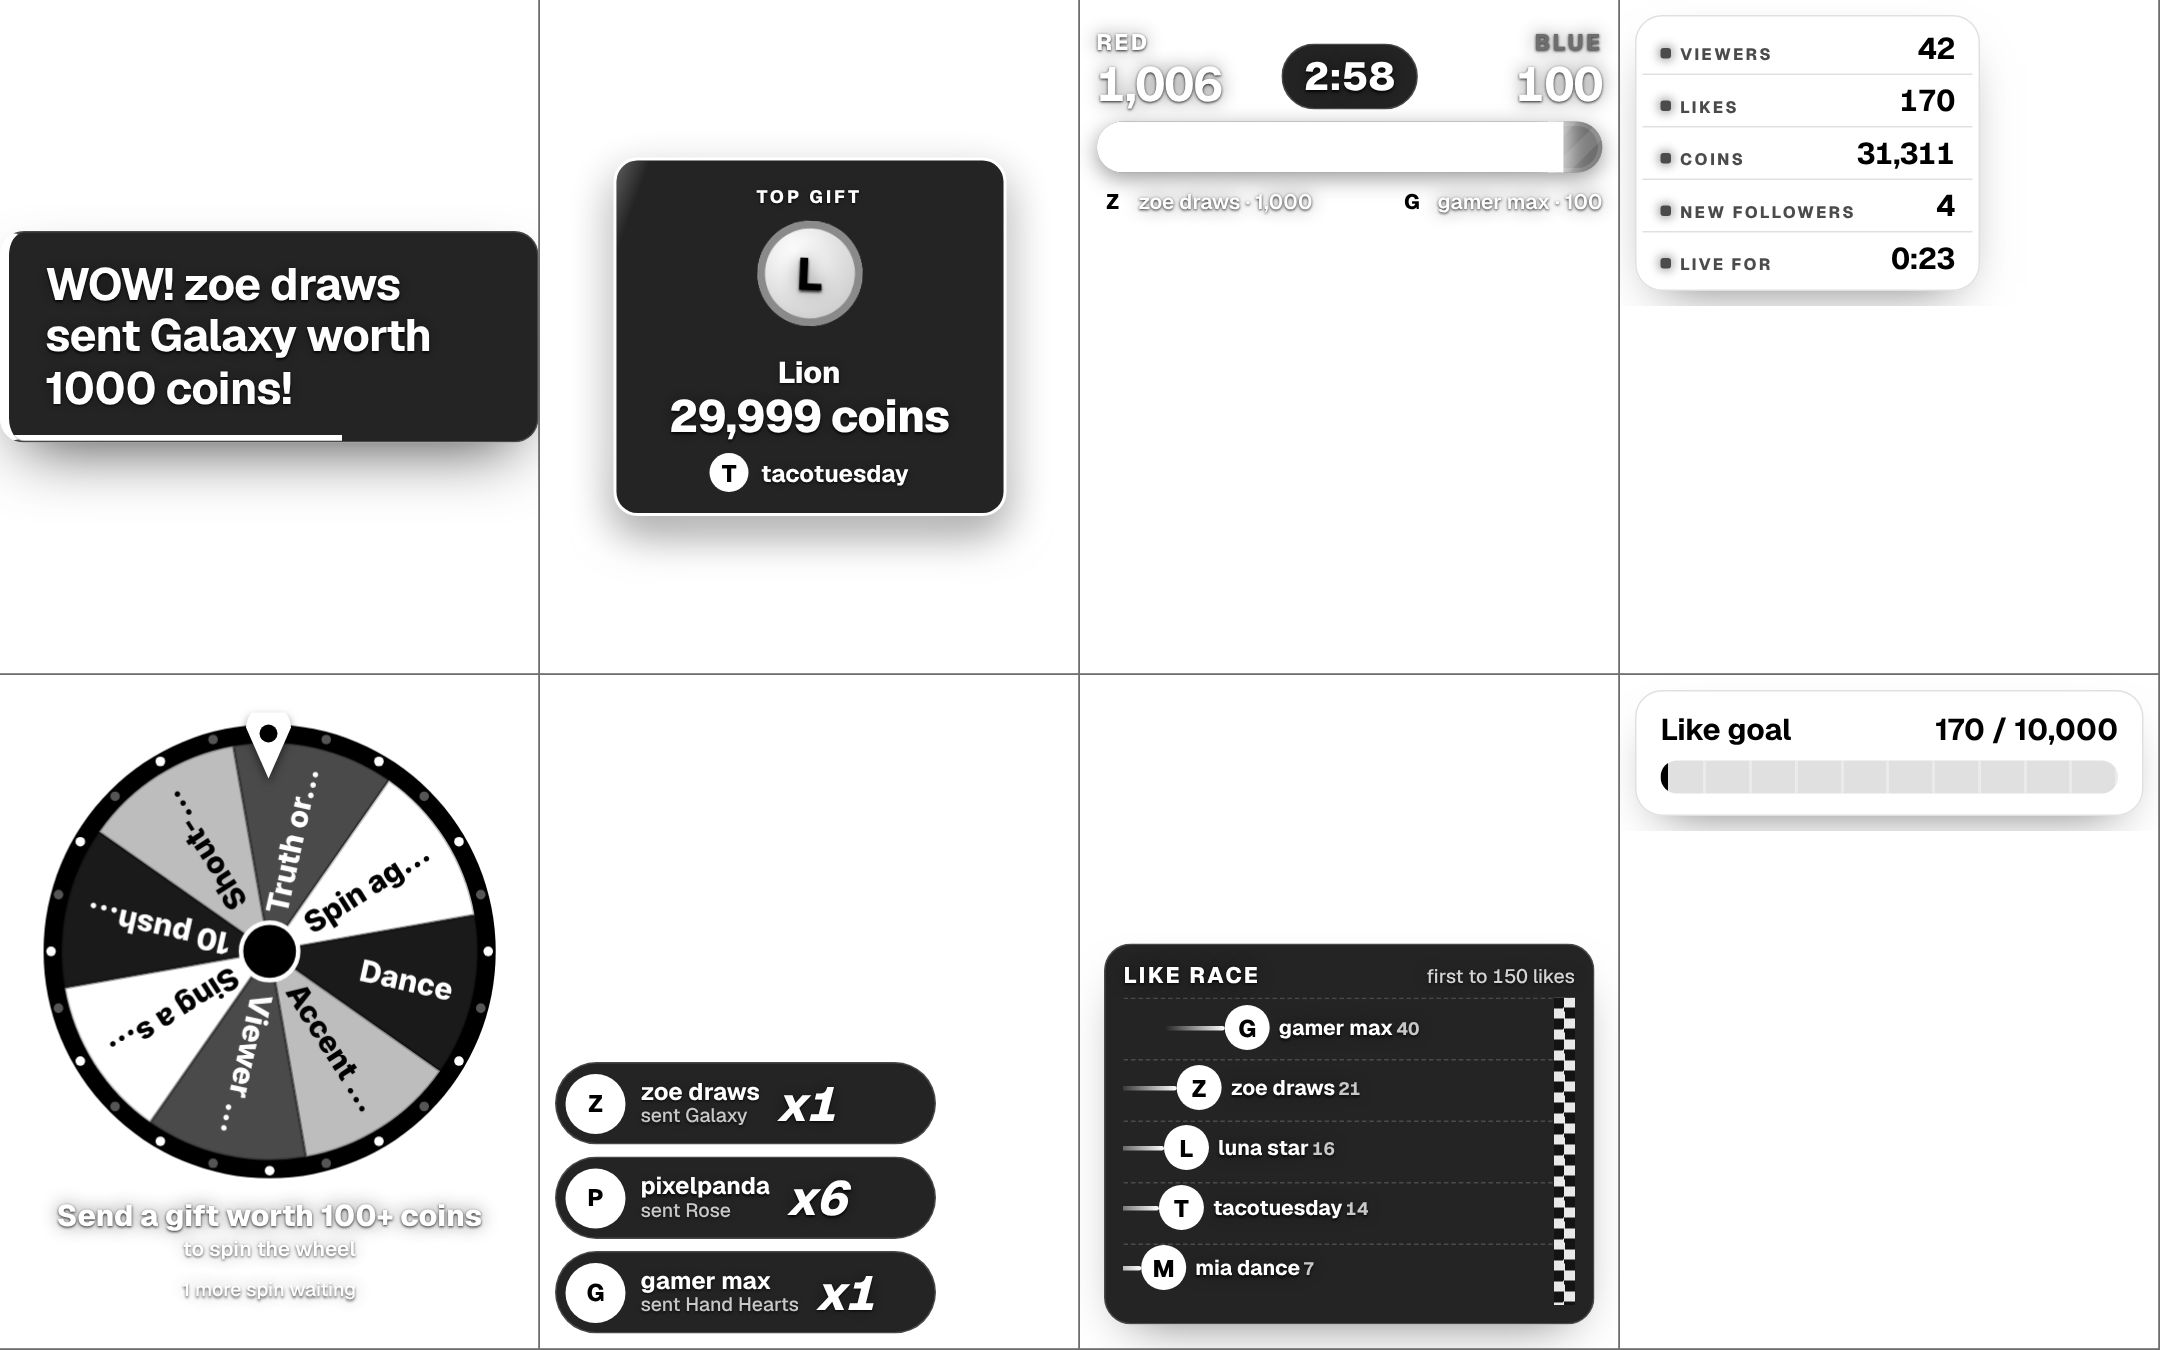 WOW! zoe draws
sent Galaxy worth
1000 coins!
TOP GIFT
L
Lion
29,999 coins
T tacotuesday
RED
1,006
2:58
BLUE
100
Z zoe draws · 1,000
G gamer max · 100
VIEWERS 42
LIKES 170
COINS 31,311
NEW FOLLOWERS 4
LIVE FOR 0:23
Truth or...
Spin ag...
Dance
Accent ...
Viewer ...
Sing a s...
10 push...
Shout-...
Send a gift worth 100+ coins
to spin the wheel
1 more spin waiting
Z zoe draws x1
sent Galaxy
P pixelpanda x6
sent Rose
G gamer max x1
sent Hand Hearts
LIKE RACE first to 150 likes
G gamer max 40
Z zoe draws 21
L luna star 16
T tacotuesday 14
M mia dance 7
Like goal 170 / 10,000